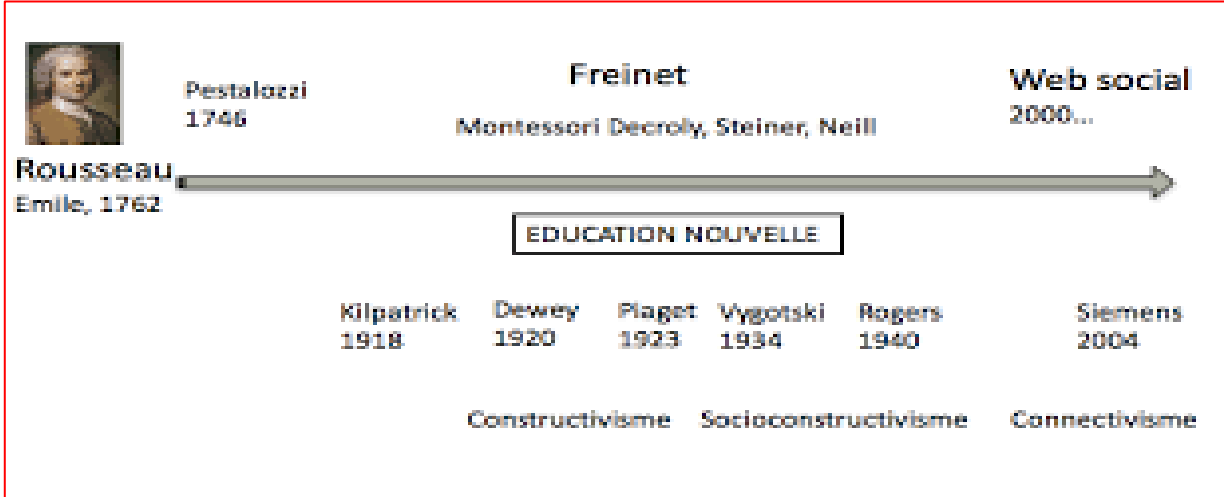 Pestalozzi
1746
Freinet
Montessori Decroly, Steiner, Neill
Web social
2000...
Rousseau
Emile, 1762
EDUCATION NOUVELLE
Kilpatrick
1918
Dewey
1920
Piaget
1923
Vygotski
1934
Rogers
1940
Siemens
2004
Constructivisme
Socioconstructivisme
Connectivisme